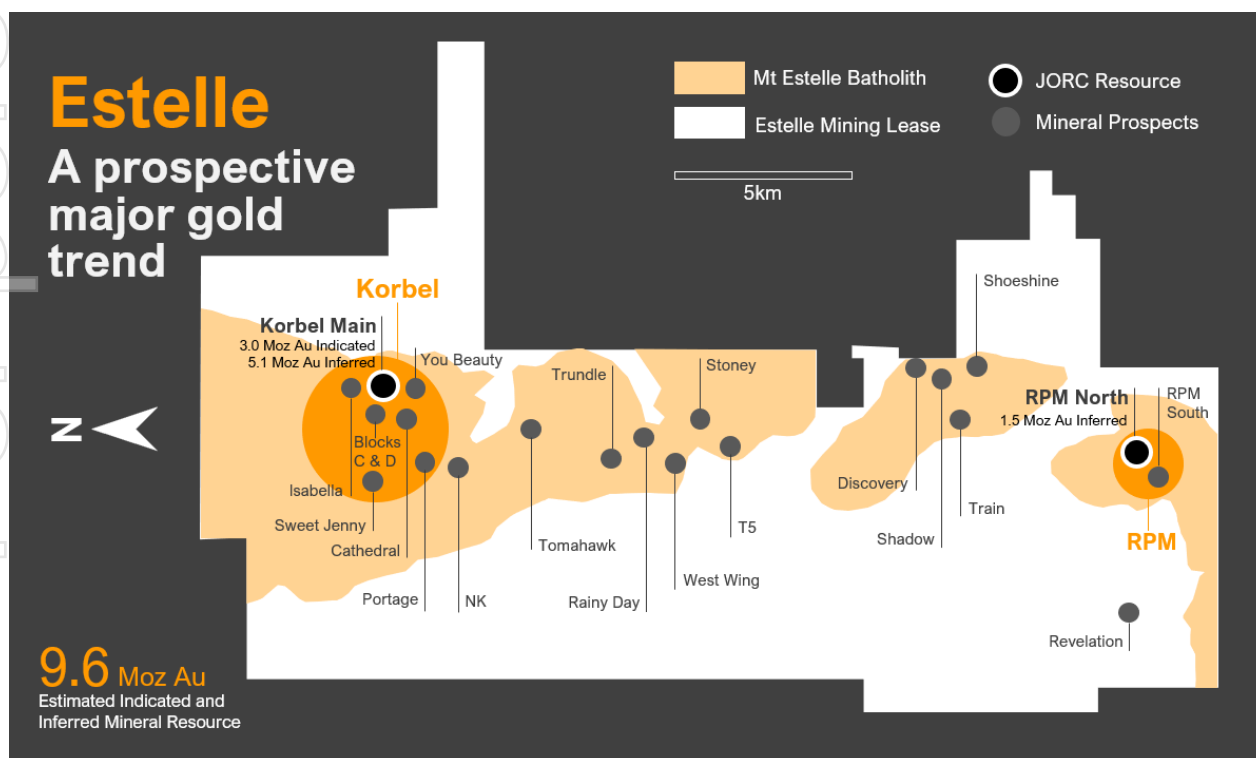 Estelle
A prospective
major gold
trend
Mt Estelle Batholith
Estelle Mining Lease
5km
JORC Resource
Mineral Prospects
Korbel
Korbel Main
3.0 Moz Au Indicated
5.1 Moz Au Inferred
You Beauty
Blocks
C & D
Isabella
Sweet Jenny
Cathedral
Portage
NK
Tomahawk
Trundle
Rainy Day
West Wing
Stoney
T5
Shoeshine
Discovery
Shadow
Train
RPM North
1.5 Moz Au Inferred
RPM
South
RPM
Revelation
N
9.6 Moz Au
Estimated Indicated and
Inferred Mineral Resource